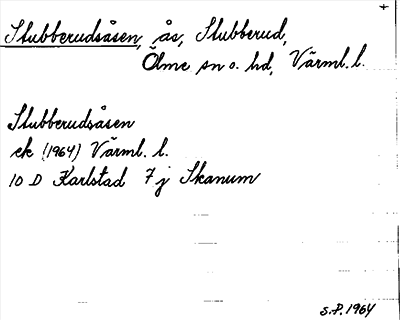 Stubberudsåsen, ås, Stubberud,
Ölme sn o. hd, Värml. l.
Stubberudsåsen
ek (1964) Värml. l.
10 D Karlstad 7 j Skanum
S.P. 1964